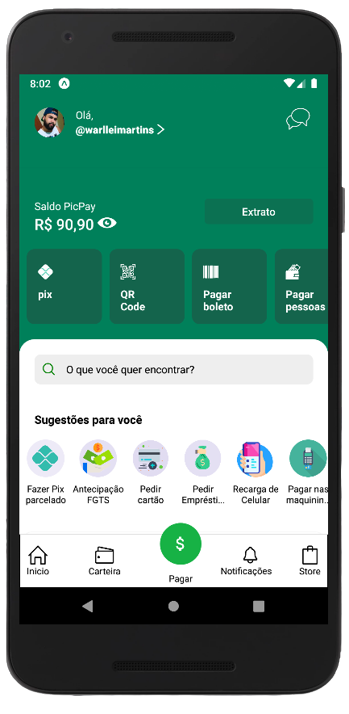 8:02
Olá,
@warlleimartins
Saldo PicPay
R$ 90,90
Extrato
pix
QR
Code
Pagar
boleto
Pagar
pessoas
O que você quer encontrar?
Sugestões para você
Fazer Pix
parcelado
Antecipação
FGTS
Pedir
cartão
Pedir
Emprésti...
Recarga de
Celular
Pagar nas
maquinin...
$
Inicio
Carteira
Pagar
Notificações
Store